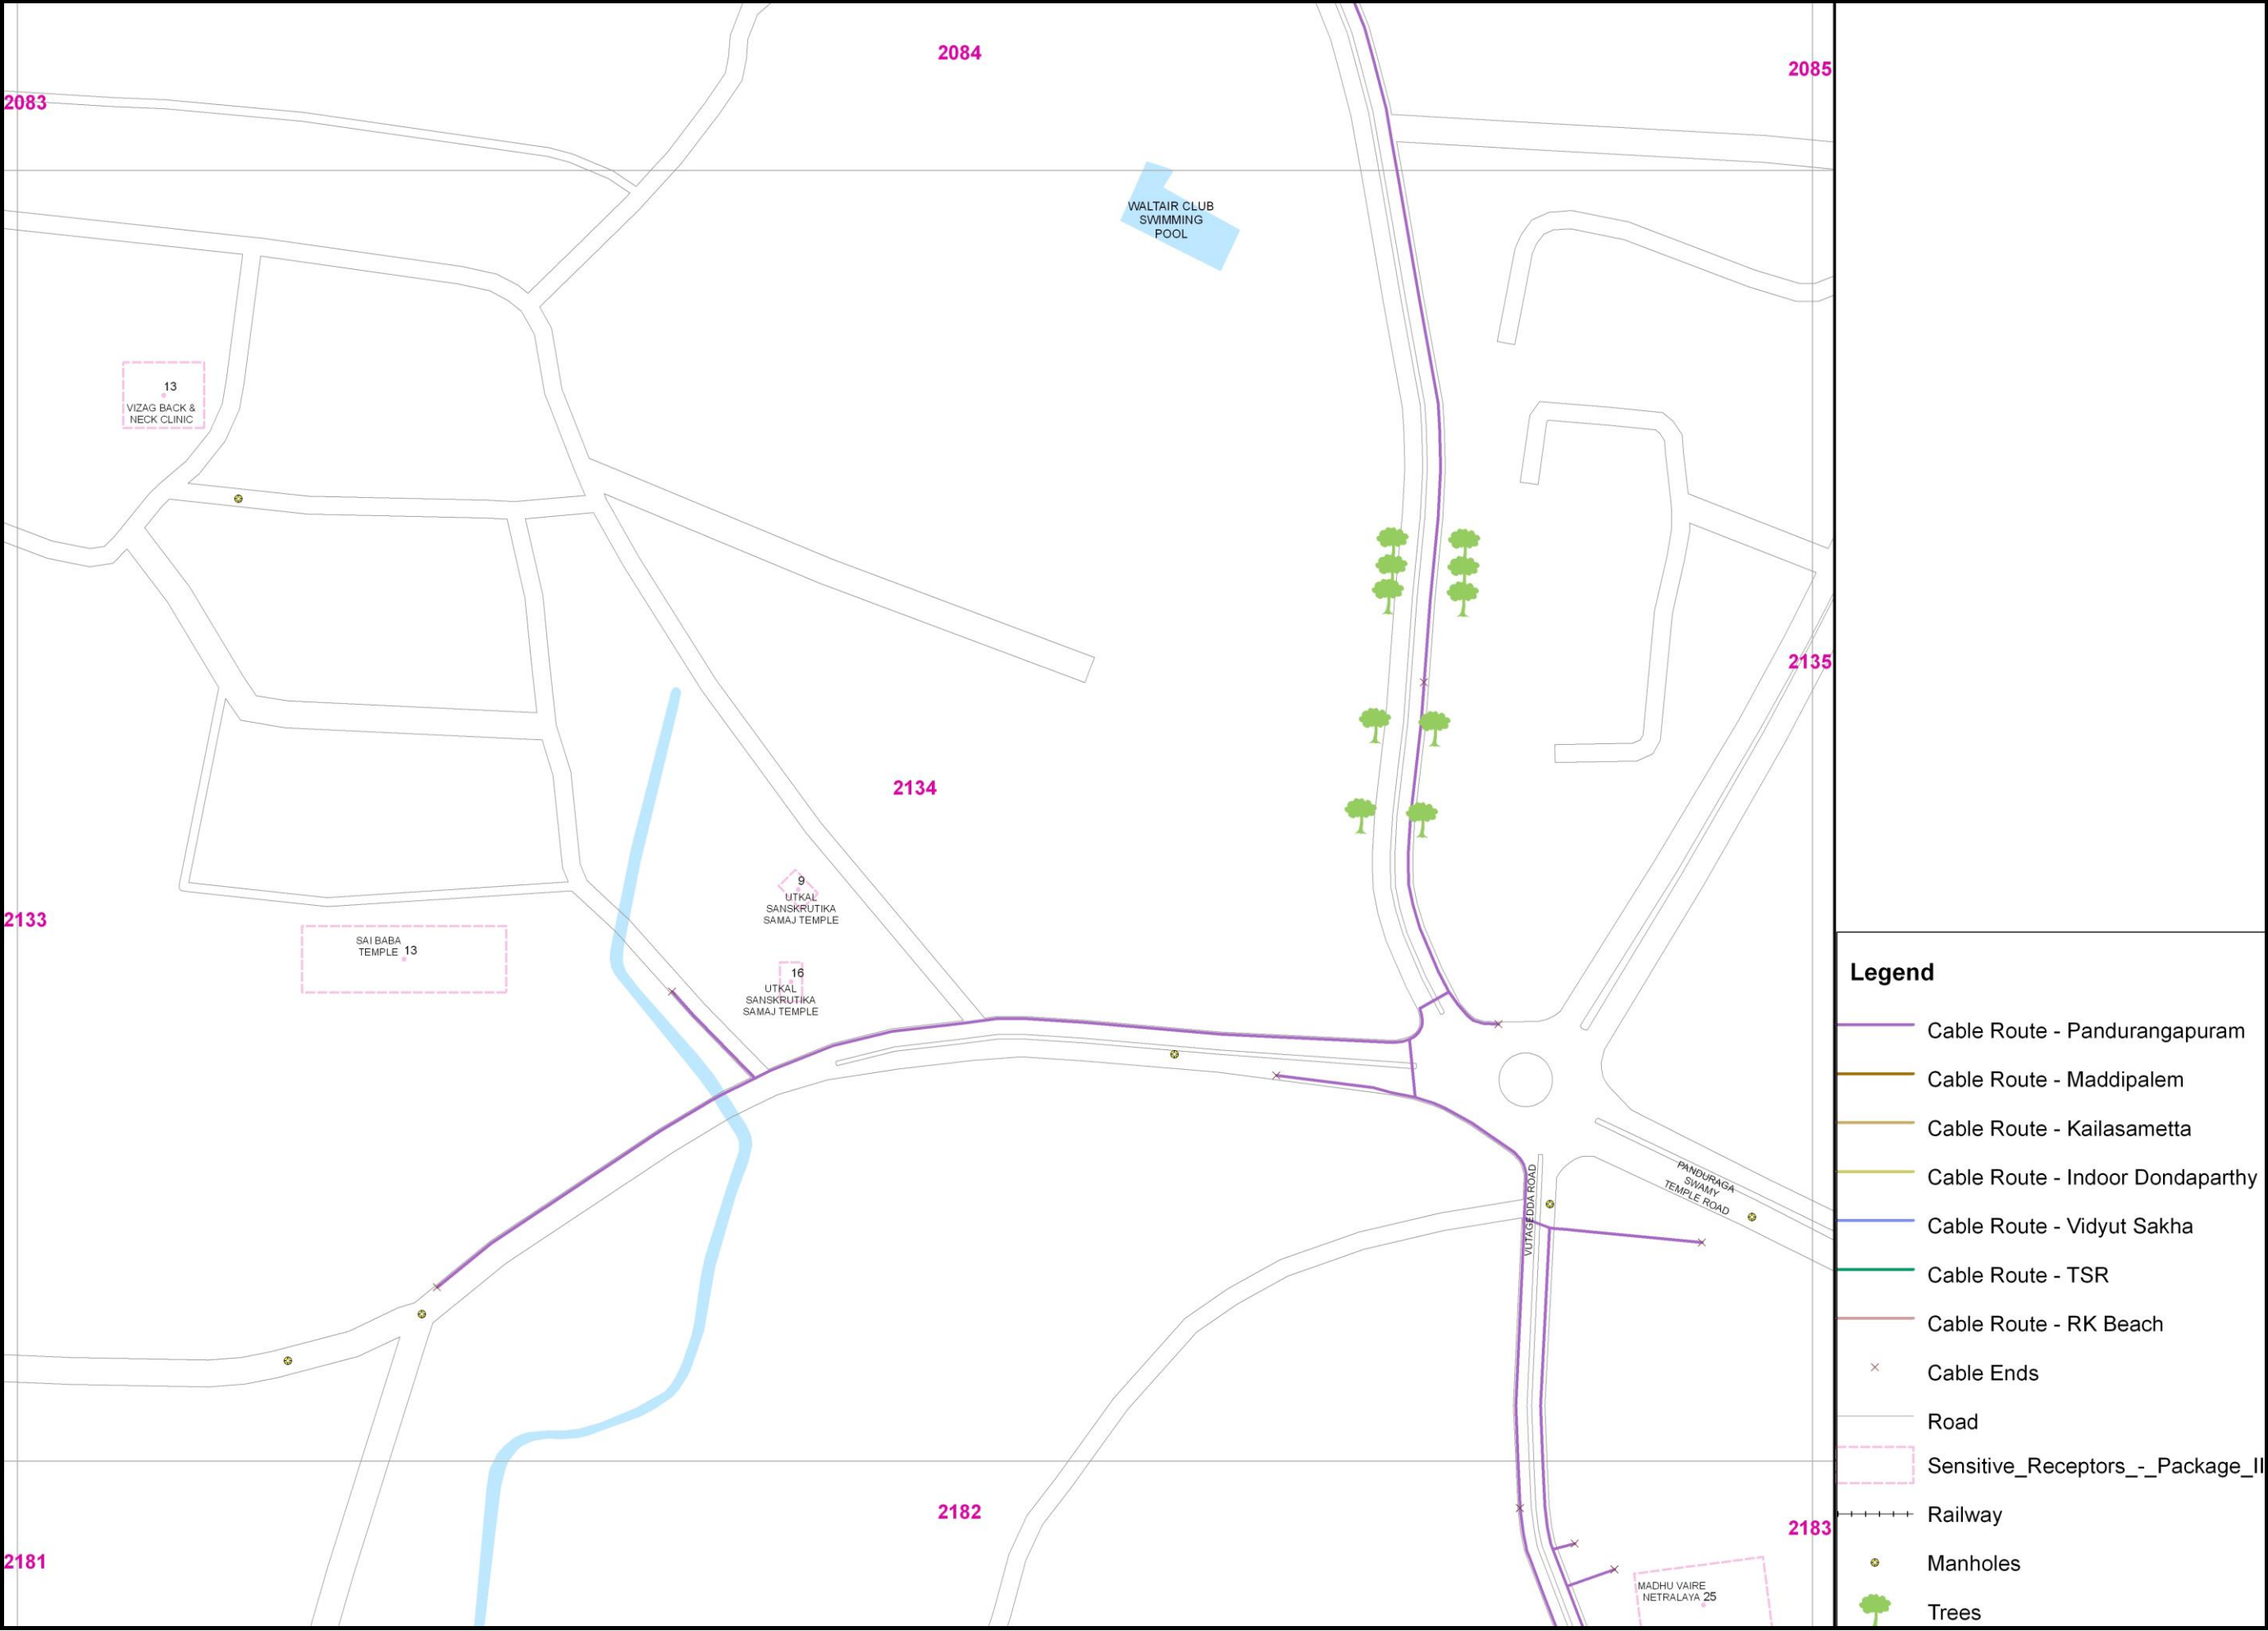 2084
2085
2083
WALTAIR CLUB
SWIMMING
POOL
13
VIZAG BACK &
NECK CLINIC
2135
2134
9
UTKAL
SANSKRUTIKA
SAMAJ TEMPLE
2133
SAI BABA
TEMPLE 13
16
UTKAL
SANSKRUTIKA
SAMAJ TEMPLE
PANDURAGA
SWAMY
TEMPLE ROAD
VUTAGEDDA ROAD
2182
2183
2181
MADHU VAIRE
NETRALAYA 25
Legend
Cable Route - Pandurangapuram
Cable Route - Maddipalem
Cable Route - Kailasametta
Cable Route - Indoor Dondaparthy
Cable Route - Vidyut Sakha
Cable Route - TSR
Cable Route - RK Beach
Cable Ends
Road
Sensitive_Receptors_-_Package_II
Railway
Manholes
Trees